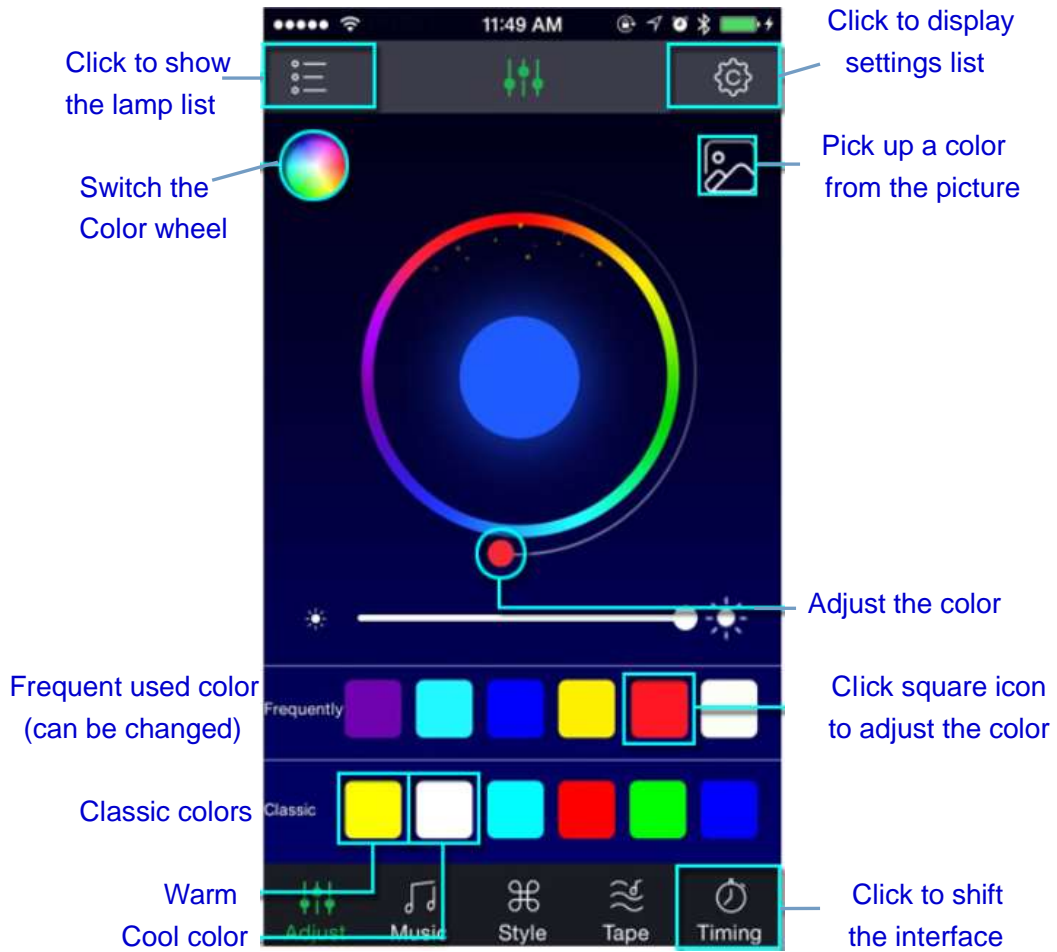 11:49 AM
Click to show
the lamp list
Click to display
settings list
Switch the
Color wheel
Pick up a color
from the picture
Adjust the color
Frequent used color
(can be changed)
Frequently
Click square icon
to adjust the color
Classic colors
Classic
Warm
Cool color
Adjust
Music
Style
Tape
Timing
Click to shift
the interface